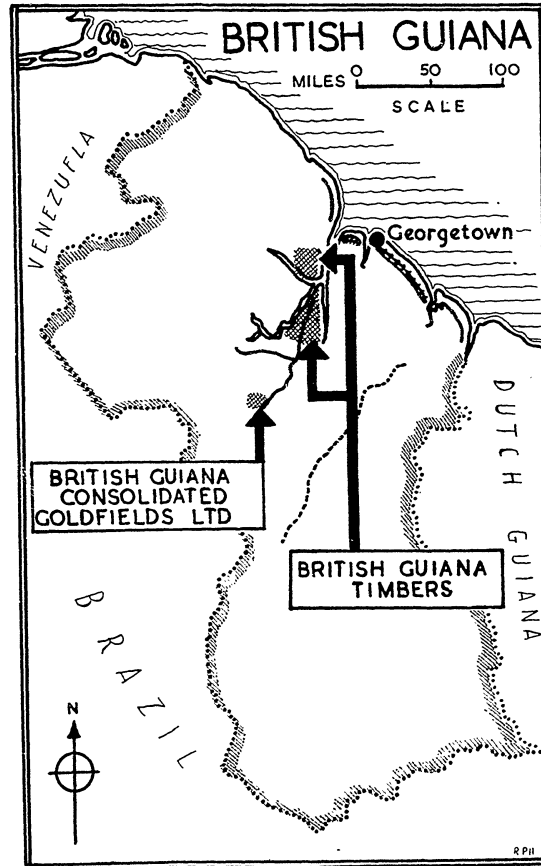 BRITISH GUIANA
MILES 0 50 100
SCALE
VENEZUELA
Georgetown
DUTCH GUIANA
BRITISH GUIANA
CONSOLIDATED
GOLDFIELDS LTD
BRITISH GUIANA
TIMBERS
BRAZIL
N